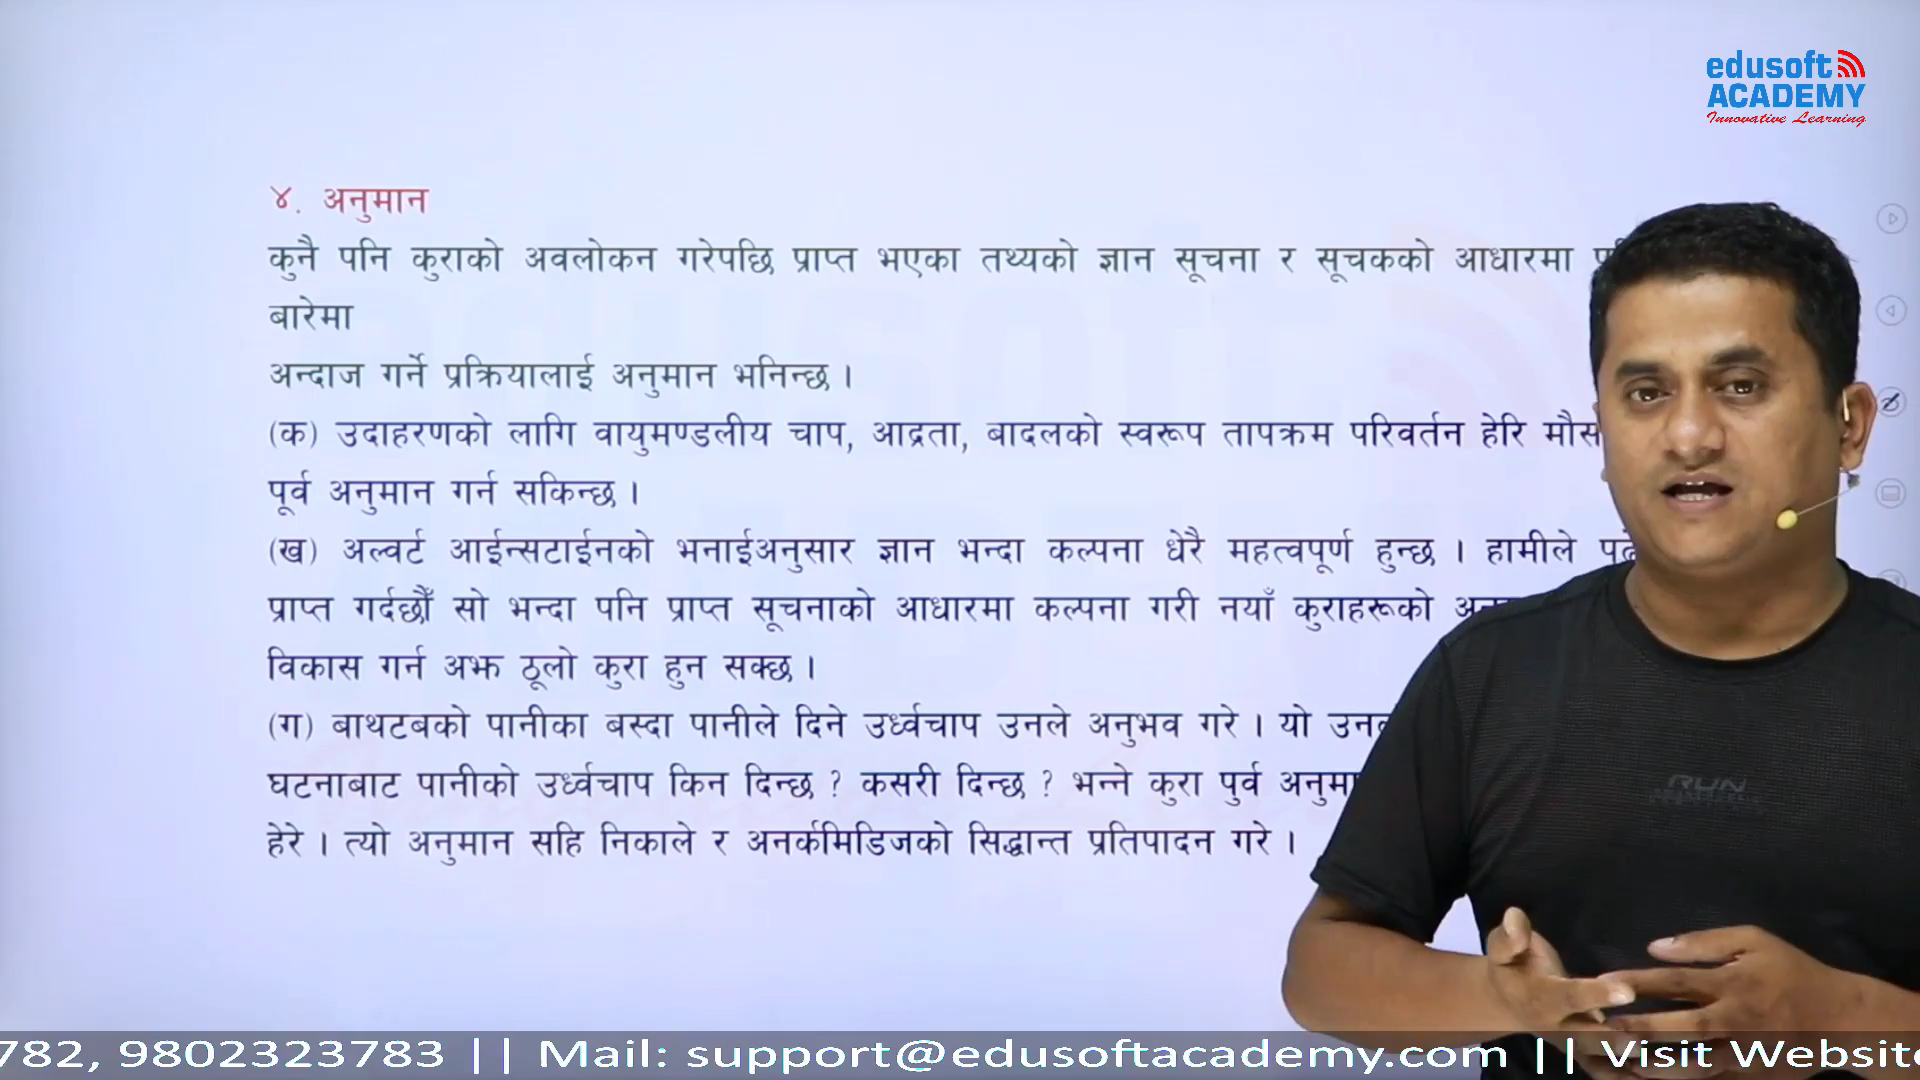 edusoft
ACADEMY
Innovative Learning
४. अनुमान
कुनै पनि कुराको अवलोकन गरेपछि प्राप्त भएका तथ्यको ज्ञान सूचना र सूचकको आधारमा
बारेमा
अन्दाज गर्ने प्रक्रियालाई अनुमान भनिन्छ ।
(क) उदाहरणको लागि वायुमण्डलीय चाप, आद्रता, बादलको स्वरूप तापक्रम परिवर्तन हेरि
पूर्व अनुमान गर्न सकिन्छ ।
(ख) अल्वर्ट आईन्सटाईनको भनाईअनुसार ज्ञान भन्दा कल्पना धेरै महत्वपूर्ण हुन्छ । हामीले
प्राप्त गर्दछौँ सो भन्दा पनि प्राप्त सूचनाको आधारमा कल्पना गरी नयाँ कुराहरूको
विकास गर्न अझ ठूलो कुरा हुन सक्छ ।
(ग) बाथटबको पानीका बस्दा पानीले दिने उर्ध्वचाप उनले अनुभव गरे । यो
घटनाबाट पानीको उर्ध्वचाप किन दिन्छ ? कसरी दिन्छ ? भन्ने कुरा पुर्व
हेरे । त्यो अनुमान सहि निकाले र अनर्कमिडिजको सिद्धान्त प्रतिपादन गरे ।
RUN
782, 9802323783 || Mail: support@edusoftacademy.com || Visit Website